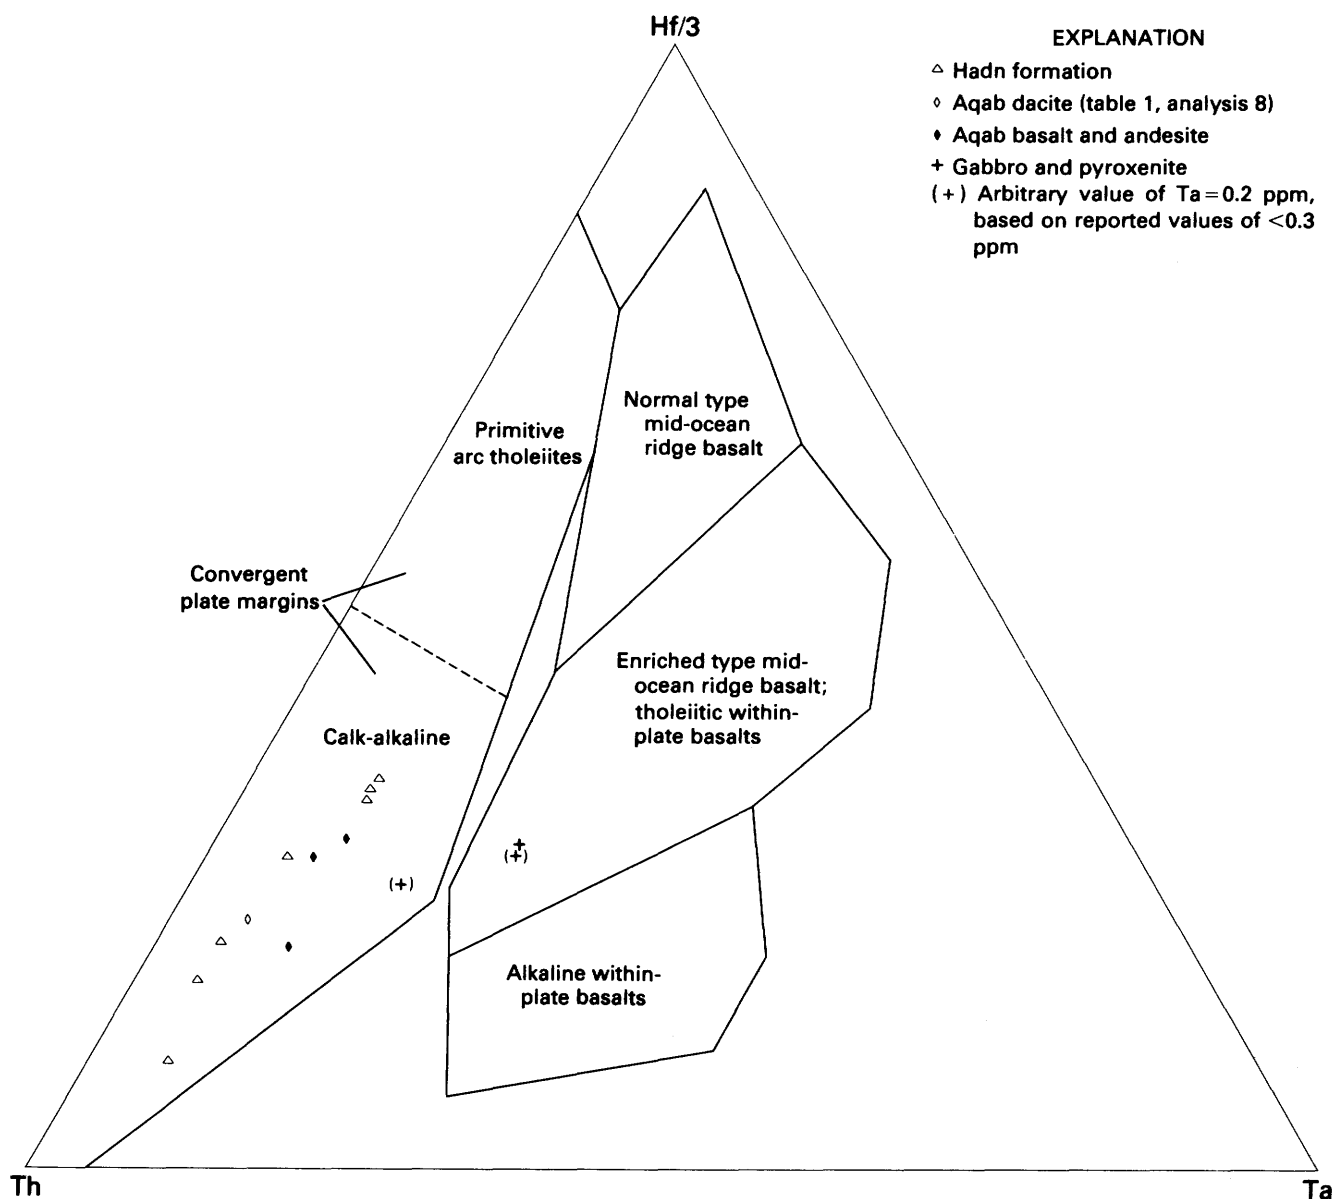 Hf/3
EXPLANATION
Hadn formation
Aqab dacite (table 1, analysis 8)
Aqab basalt and andesite
+ Gabbro and pyroxenite
(+) Arbitrary value of Ta=0.2 ppm,
based on reported values of <0.3
ppm
Normal type
mid-ocean
ridge basalt
Primitive
arc tholeiites
Convergent
plate margins
Enriched type mid-
ocean ridge basalt;
tholeiitic within-
plate basalts
Calk-alkaline
(+)
(+)
Alkaline within-
plate basalts
Th
Ta